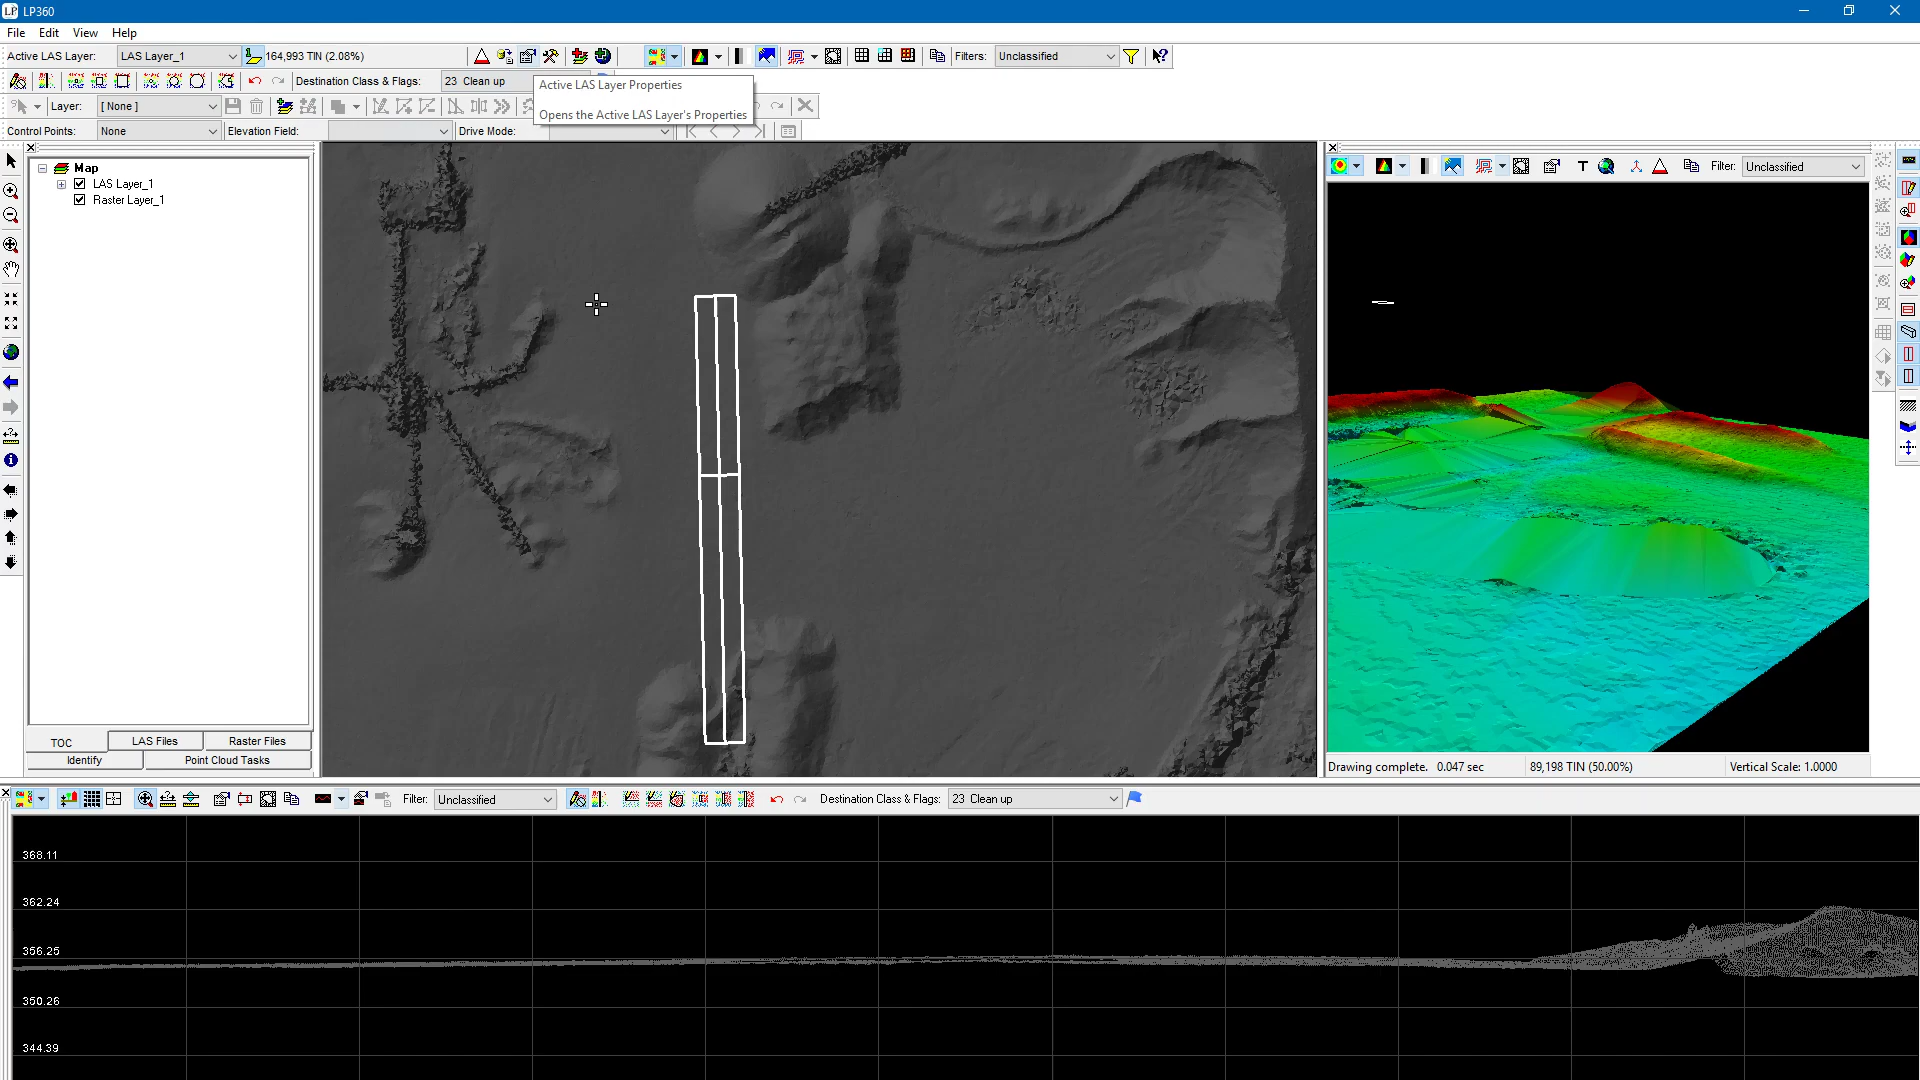 LP360
File Edit View Help
Active LAS Layer: LAS Layer_1 164,993 TIN (2.08%) Filters: Unclassified
Destination Class & Flags: 23 Clean up
Active LAS Layer Properties
Layer: [ None ]
Opens the Active LAS Layer's Properties
Control Points: None Elevation Field: Drive Mode:
Map
LAS Layer_1
Raster Layer_1
TOC LAS Files Raster Files
Identify Point Cloud Tasks
T Filter: Unclassified
Drawing complete. 0.047 sec 89,198 TIN (50.00%) Vertical Scale: 1.0000
Filter: Unclassified Destination Class & Flags: 23 Clean up
368.11
362.24
356.25
350.26
344.39